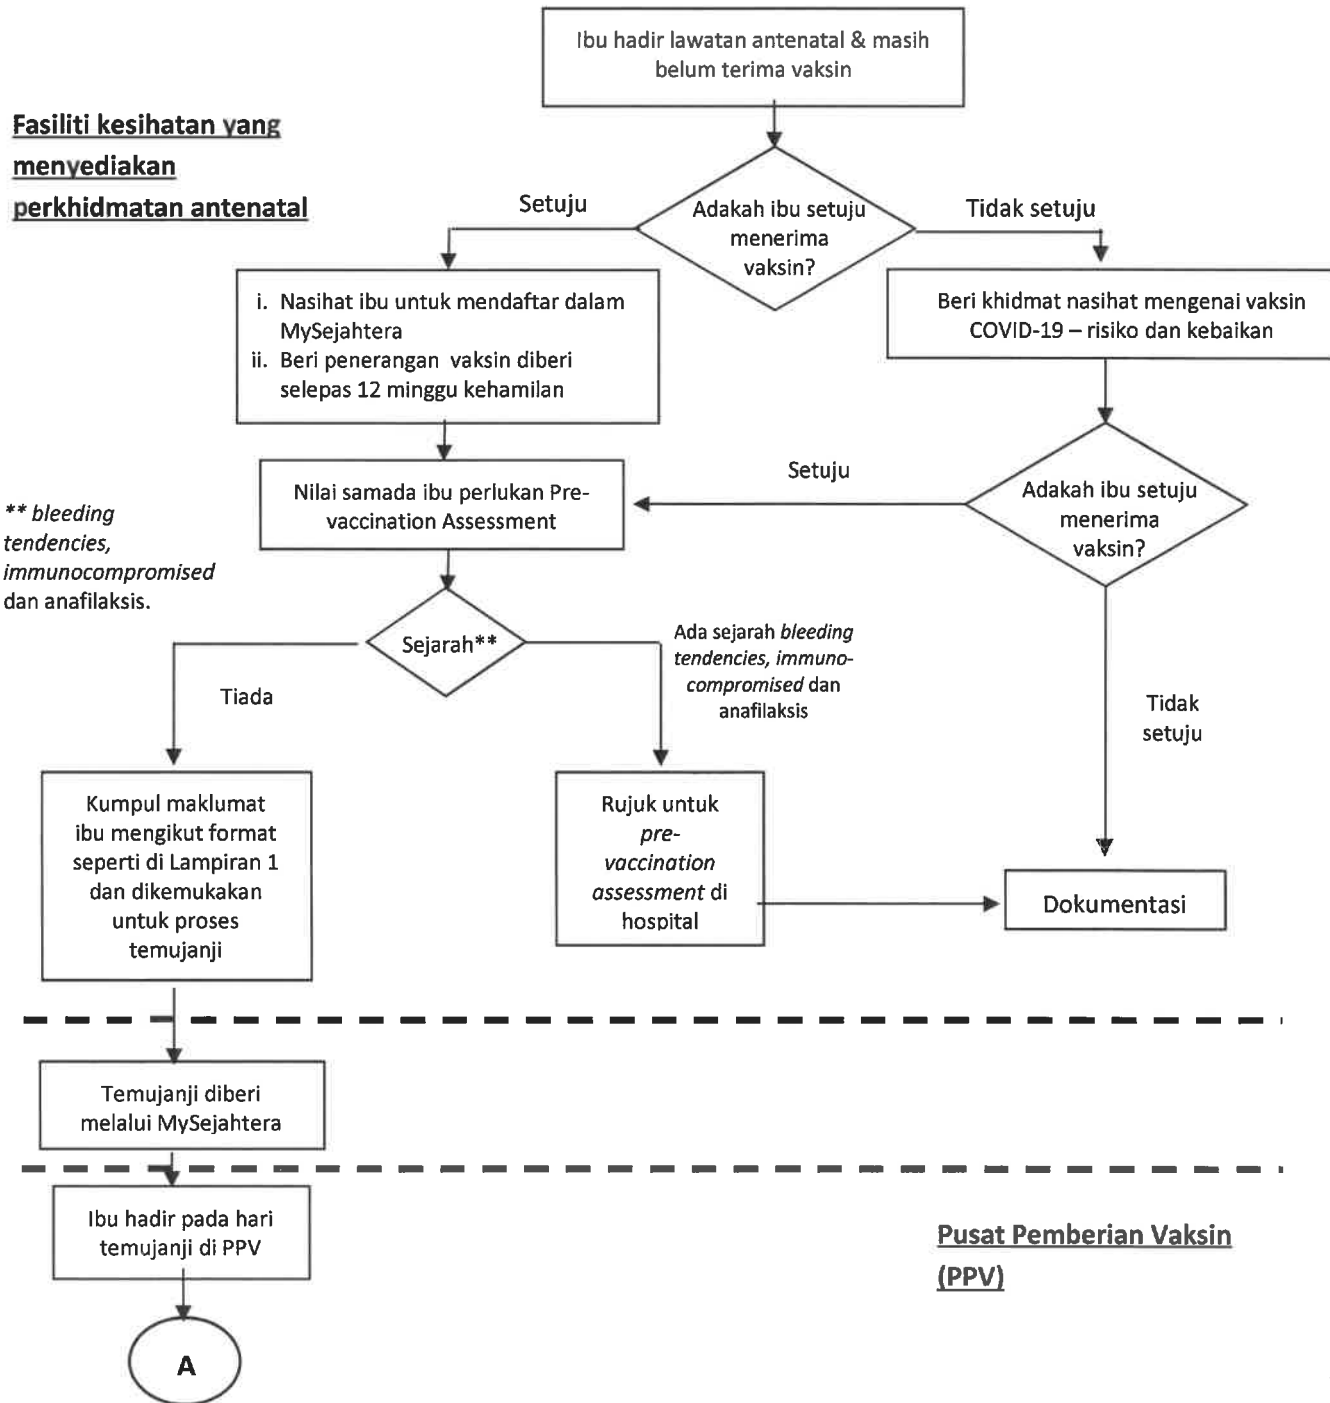 Ibu hadir lawatan antenatal & masih
belum terima vaksin
Fasiliti kesihatan yang
menyediakan
perkhidmatan antenatal
Setuju
Adakah ibu setuju
menerima
vaksin?
Tidak setuju
i. Nasihat ibu untuk mendaftar dalam
MySejahtera
ii. Beri penerangan vaksin diberi
selepas 12 minggu kehamilan
Beri khidmat nasihat mengenai vaksin
COVID-19 – risiko dan kebaikan
Nilai samada ibu perlukan Pre-
vaccination Assessment
Setuju
Adakah ibu setuju
menerima
vaksin?
** bleeding
tendencies,
immunocompromised
dan anafilaksis.
Sejarah**
Ada sejarah bleeding
tendencies, immuno-
compromised dan
anafilaksis
Tiada
Tidak
setuju
Kumpul maklumat
ibu mengikut format
seperti di Lampiran 1
dan dikemukakan
untuk proses
temujanji
Rujuk untuk
pre-
vaccination
assessment di
hospital
Dokumentasi
Temujanji diberi
melalui MySejahtera
Ibu hadir pada hari
temujanji di PPV
Pusat Pemberian Vaksin
(PPV)
A